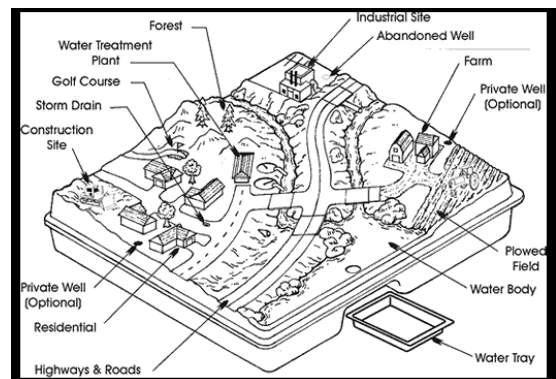 Industrial Site
Forest
Abandoned Well
Water Treatment
Plant
Farm
Golf Course
Private Well
(Optional)
Storm Drain
Construction
Site
Plowed
Field
Private Well
(Optional)
Water Body
Residential
Water Tray
Highways & Roads